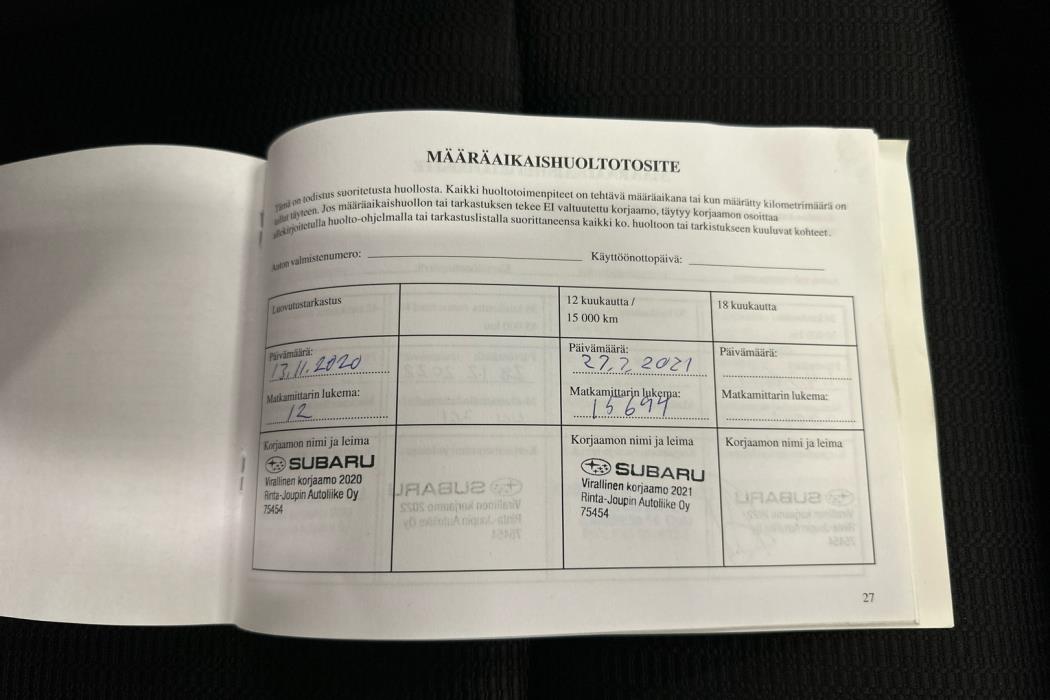 MÄÄRÄAIKAISHUOLTOTOSITE
Tämä on todistus suoritetusta huollosta. Kaikki huoltotoimenpiteet on tehtävä määräaikana tai kun määrätty kilometrimäärä on
tullut täyteen. Jos määräaikaishuollon tai tarkastuksen tekee EI valtuutettu korjaamo, täytyy korjaamon osoittaa
allekirjoitetulla huolto-ohjelmalla tai tarkastuslistalla suorittaneensa kaikki ko. huoltoon tai tarkistukseen kuuluvat kohteet.
Auton valmistenumero:
Käyttöönottopäivä:
Luovutustarkastus
12 kuukautta /
15 000 km
18 kuukautta
Päivämäärä:
13.11.2020
Matkamittarin lukema:
12
Päivämäärä:
27.7 2021
Matkamittarin lukema:
15694
Päivämäärä:
Matkamittarin lukema:
Korjaamon nimi ja leima
SUBARU
Virallinen korjaamo 2020
Rinta-Joupin Autoliike Oy
75454
Korjaamon nimi ja leima
SUBARU
Virallinen korjaamo 2021
Rinta-Joupin Autoliike Oy
75454
Korjaamon nimi ja leima
27